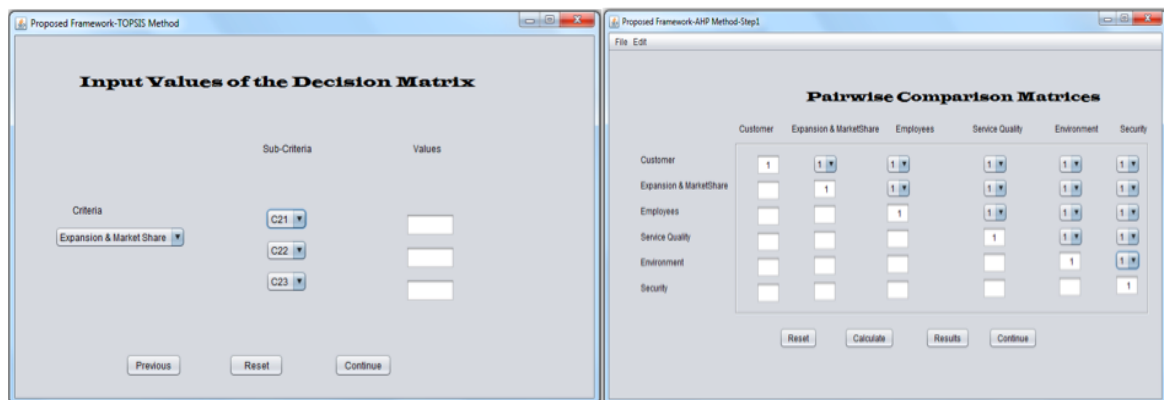 Proposed Framework-TOPSIS Method
Input Values of the Decision Matrix
Sub-Criteria Values
Criteria
Expansion & Market Share
C21
C22
C23
Previous Reset Continue
Proposed Framework-AHP Method-Step1
File Edit
Pairwise Comparison Matrices
Customer Expansion & MarketShare Employees Service Quality Environment Security
Customer 1 1 1 1 1 1
Expansion & MarketShare 1 1 1 1 1
Employees 1 1 1 1
Service Quality 1 1 1
Environment 1 1
Security 1
Reset Calculate Results Continue